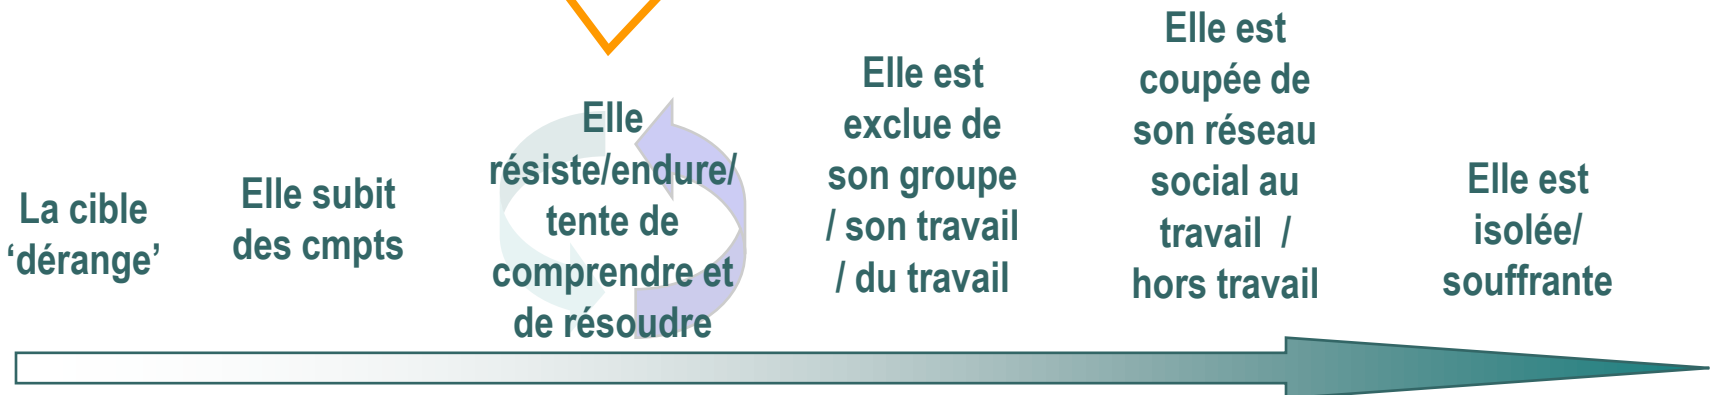 La cible
‘dérange’
Elle subit
des cmpts
Elle
résiste/endure/
tente de
comprendre et
de résoudre
Elle est
exclue de
son groupe
/ son travail
/ du travail
Elle est
coupée de
son réseau
social au
travail /
hors travail
Elle est
isolée/
souffrante